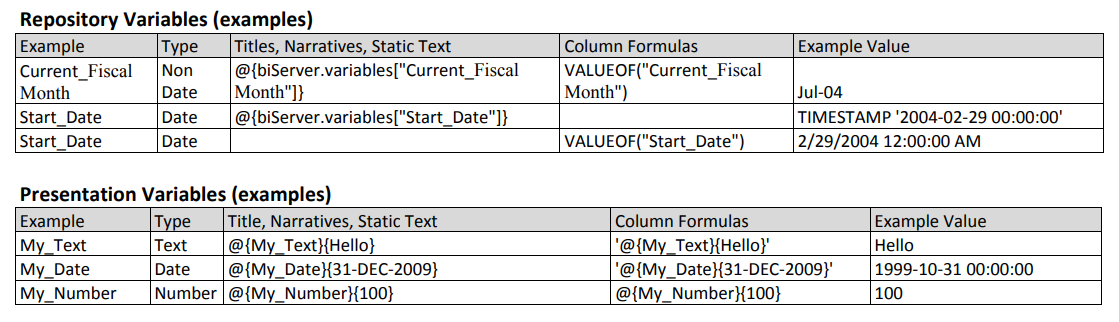 Repository Variables (examples)
Example Type Titles, Narratives, Static Text Column Formulas Example Value
Current_Fiscal Non @{biServer.variables["Current_Fiscal VALUEOF("Current_Fiscal
Month Date Month"]} Month") Jul-04
Start_Date Date @{biServer.variables["Start_Date"]} TIMESTAMP '2004-02-29 00:00:00'
Start_Date Date VALUEOF("Start_Date") 2/29/2004 12:00:00 AM
Presentation Variables (examples)
Example Type Title, Narratives, Static Text Column Formulas Example Value
My_Text Text @{My_Text}{Hello} '@{My_Text}{Hello}' Hello
My_Date Date @{My_Date}{31-DEC-2009} '@{My_Date}{31-DEC-2009}' 1999-10-31 00:00:00
My_Number Number @{My_Number}{100} @{My_Number}{100} 100